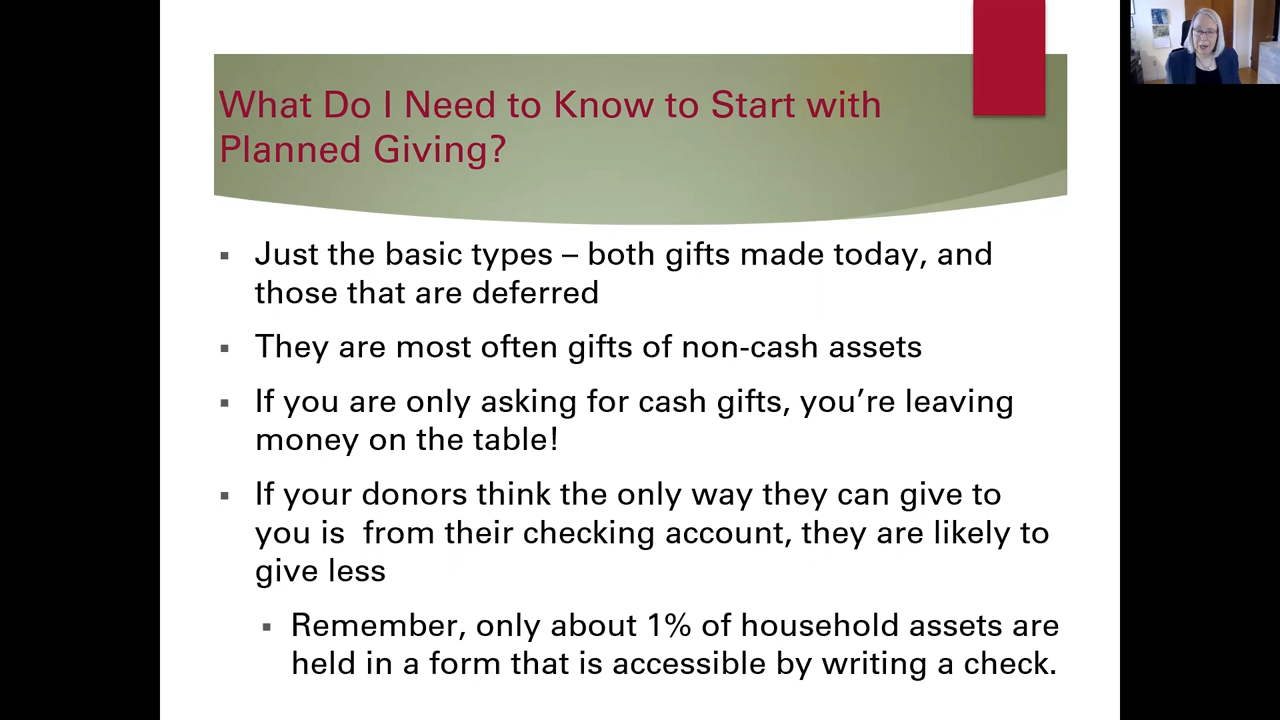 What Do I Need to Know to Start with
Planned Giving?
▪ Just the basic types – both gifts made today, and
those that are deferred
▪ They are most often gifts of non-cash assets
▪ If you are only asking for cash gifts, you’re leaving
money on the table!
▪ If your donors think the only way they can give to
you is  from their checking account, they are likely to
give less
▪ Remember, only about 1% of household assets are
held in a form that is accessible by writing a check.